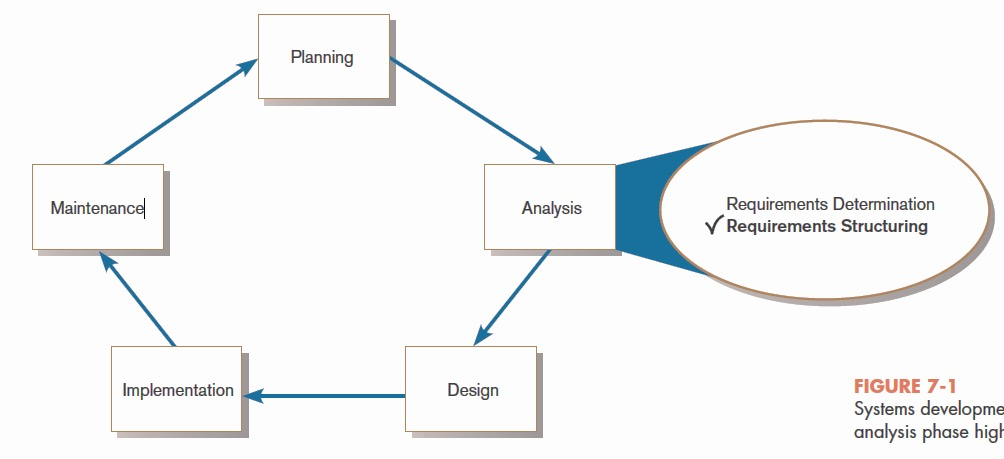 Planning
Maintenance
Analysis
Requirements Determination
✓Requirements Structuring
Implementation
Design
FIGURE 7-1
Systems developme
analysis phase high